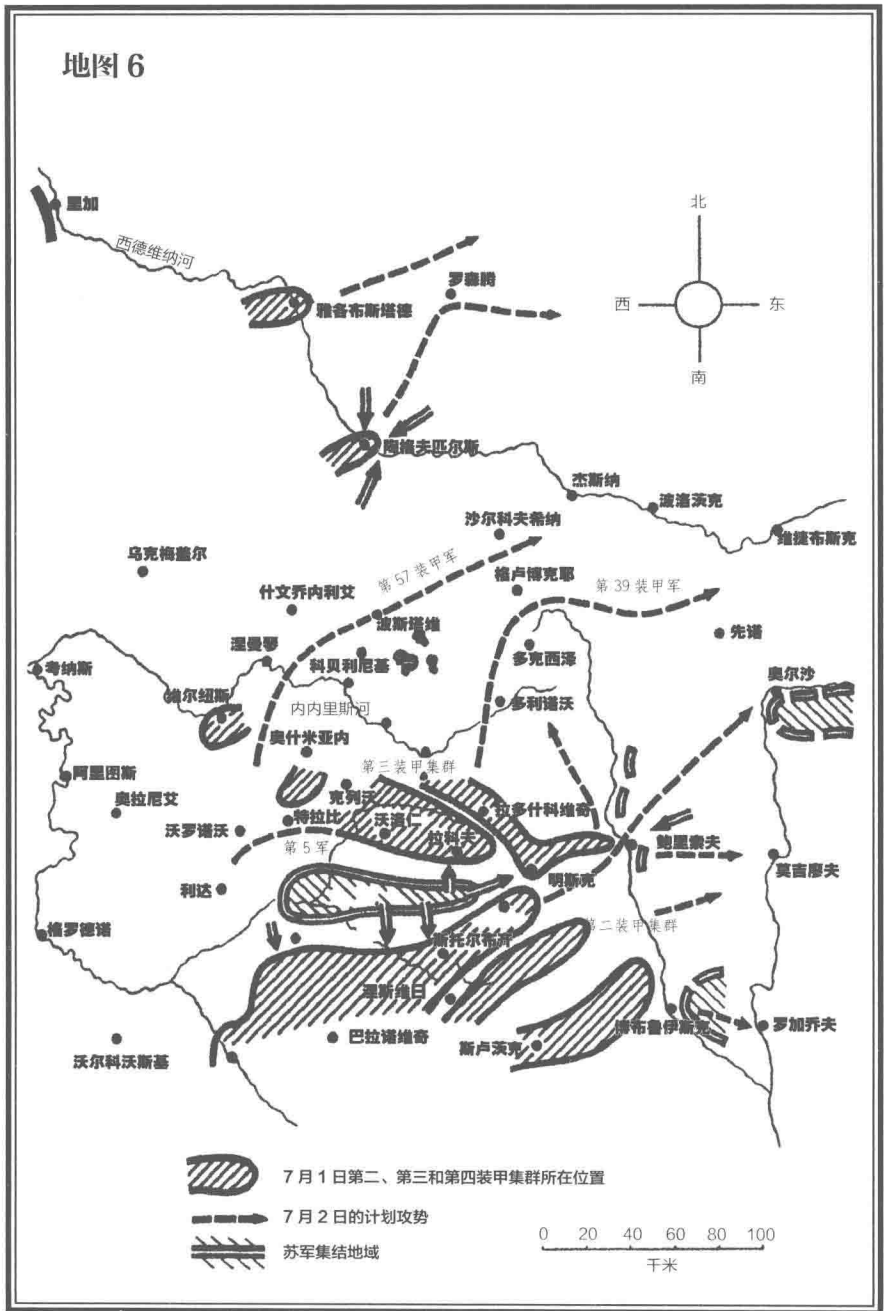 地图 6
里加
西德维纳河
雅各布斯塔德
罗森腾
北
西
东
南
陶格夫匹尔斯
杰斯纳
波洛茨克
维捷布斯克
沙尔科夫希纳
乌克梅盖尔
什文乔内利艾
第57装甲军
格卢博克耶
第39装甲军
波斯塔维
先诺
涅曼琴
科贝利尼基
多克西泽
考纳斯
维尔纽斯
奥尔沙
多利诺沃
内里斯河
奥什米亚内
第三装甲集群
阿里图斯
克列沃
奥拉尼艾
特拉比
沃洛仁
拉多什科维奇
沃罗诺沃
第5军
拉科夫
鲍里索夫
莫吉廖夫
利达
明斯克
第二装甲集群
格罗德诺
斯托尔布齐
涅斯维日
博布鲁伊斯克
罗加乔夫
沃尔科沃斯基
巴拉诺维奇
斯卢茨克
7月1日第二、第三和第四装甲集群所在位置
7月2日的计划攻势
苏军集结地域
0 20 40 60 80 100
千米